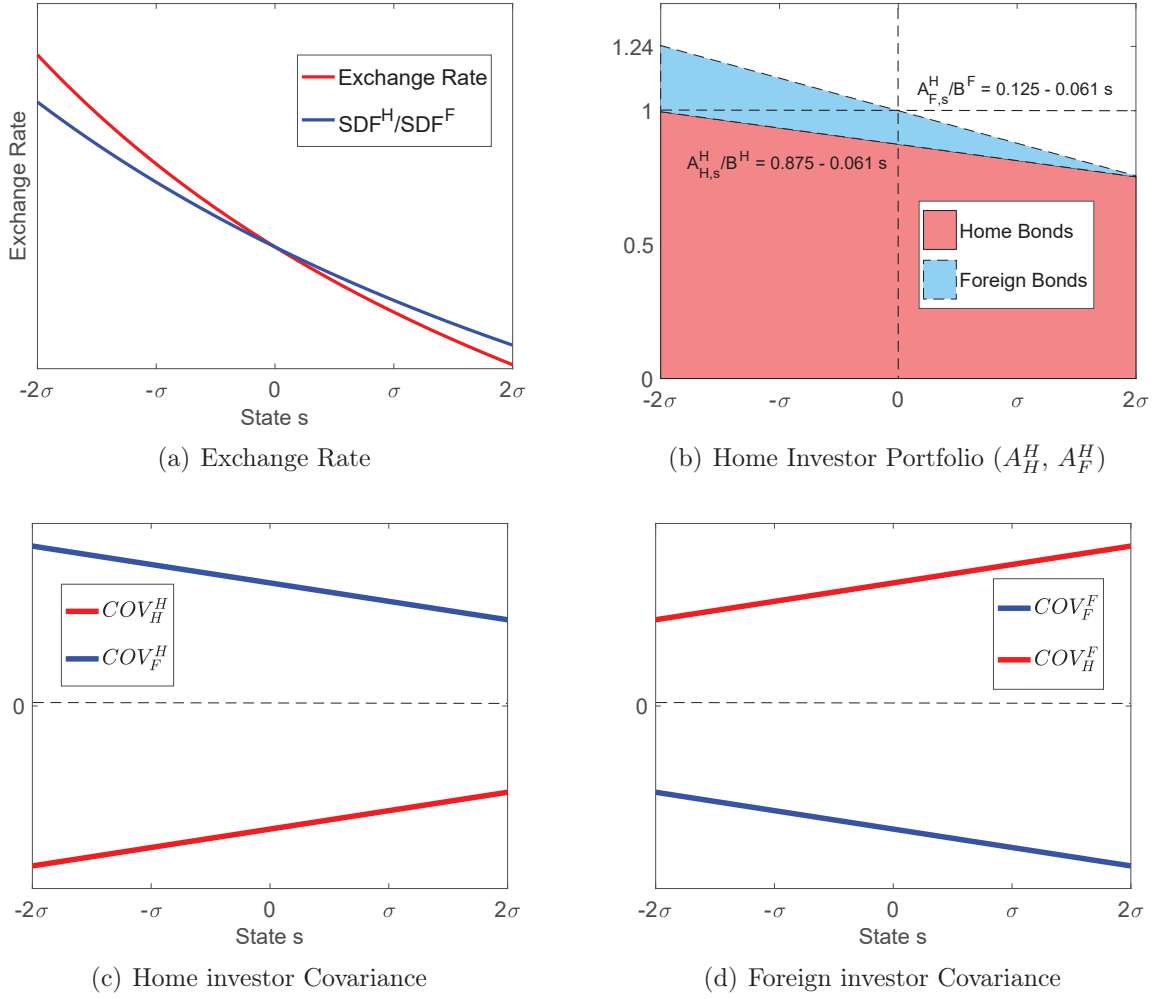 Exchange Rate
Exchange Rate
SDF^H/SDF^F
-2σ -σ 0 σ 2σ
State s
(a) Exchange Rate
1.24
1
0.5
0
A^H_{F,s}/B^F = 0.125 - 0.061 s
A^H_{H,s}/B^H = 0.875 - 0.061 s
Home Bonds
Foreign Bonds
-2σ -σ 0 σ 2σ
(b) Home Investor Portfolio (A^H_H, A^H_F)
COV^H_H
COV^H_F
0
-2σ -σ 0 σ 2σ
State s
(c) Home investor Covariance
COV^F_F
COV^F_H
0
-2σ -σ 0 σ 2σ
State s
(d) Foreign investor Covariance